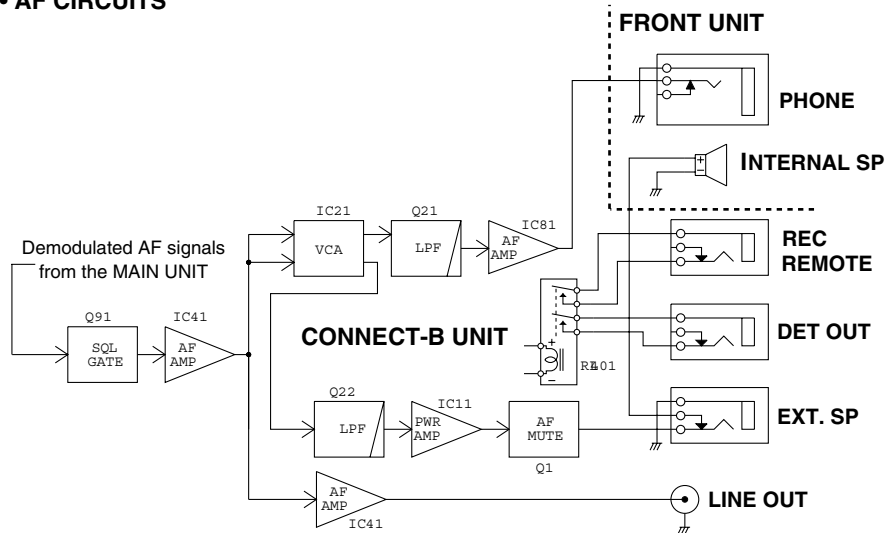 • AF CIRCUITS
FRONT UNIT
PHONE
INTERNAL SP
IC21
VCA
Q21
LPF
IC81
AF
AMP
REC
REMOTE
Demodulated AF signals
from the MAIN UNIT
Q91
SQL
GATE
IC41
AF
AMP
CONNECT-B UNIT
+
−
DET OUT
Q22
LPF
IC11
PWR
AMP
AF
MUTE
Q1
EXT. SP
AF
AMP
IC41
LINE OUT
+
−